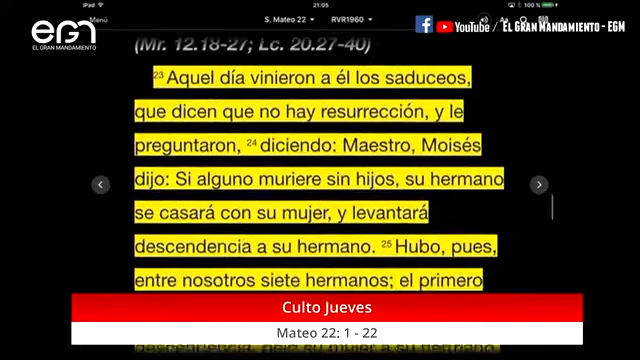 iPad
21:05
100 %
Menú
S. Mateo 22
RVR1960
YouTube / El Gran Mandamiento - EGM
EGM
EL GRAN MANDAMIENTO
(Mr. 12.18-27; Lc. 20.27-40)
23 Aquel día vinieron a él los saduceos,
que dicen que no hay resurrección, y le
preguntaron, 24 diciendo: Maestro, Moisés
dijo: Si alguno muriere sin hijos, su hermano
se casará con su mujer, y levantará
descendencia a su hermano. 25 Hubo, pues,
entre nosotros siete hermanos; el primero
Culto Jueves
Mateo 22: 1 - 22